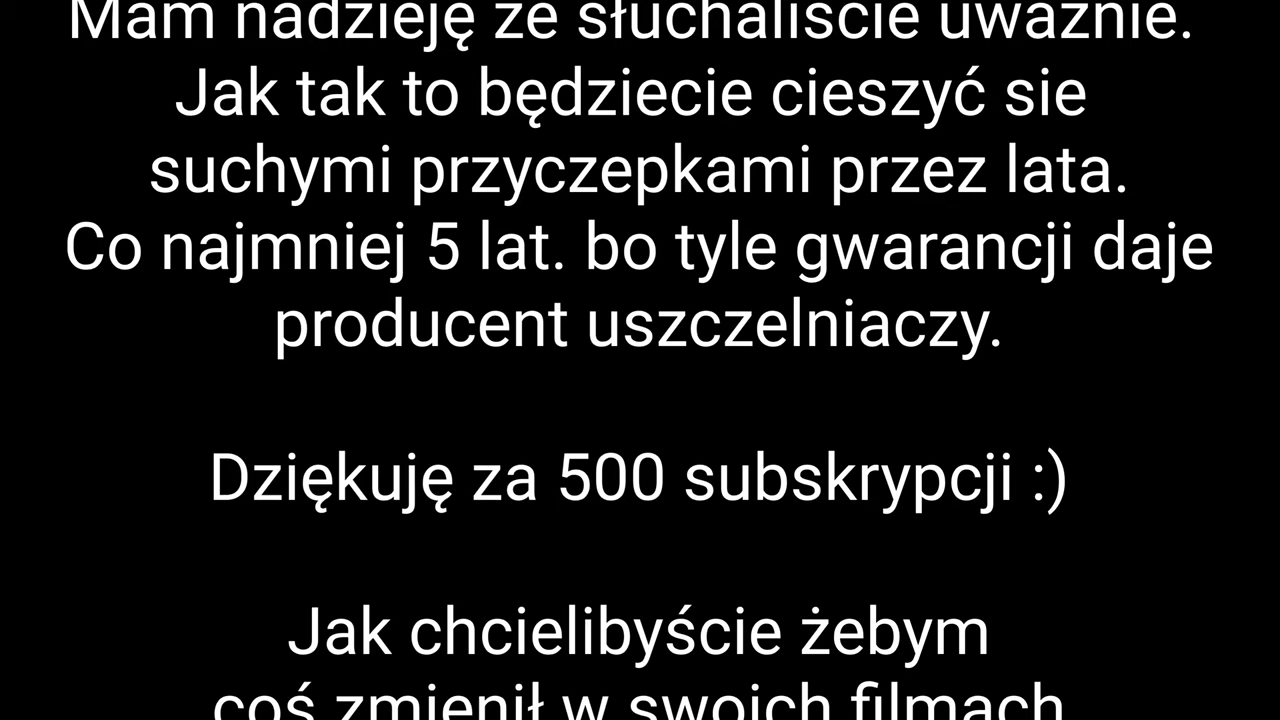 Mam nadzieję że słuchaliście uważnie.
Jak tak to będziecie cieszyć sie
suchymi przyczepkami przez lata.
Co najmniej 5 lat. bo tyle gwarancji daje
producent uszczelniaczy.
Dziękuję za 500 subskrypcji :)
Jak chcielibyście żebym
coś zmienił w swoich filmach